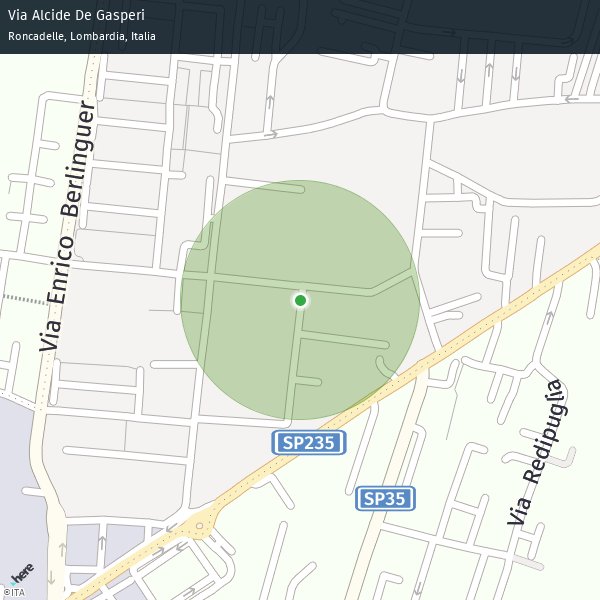 Via Alcide De Gasperi
Roncadelle, Lombardia, Italia
Via Enrico Berlinguer
Via Redipuglia
SP235
SP35
here
©ITA